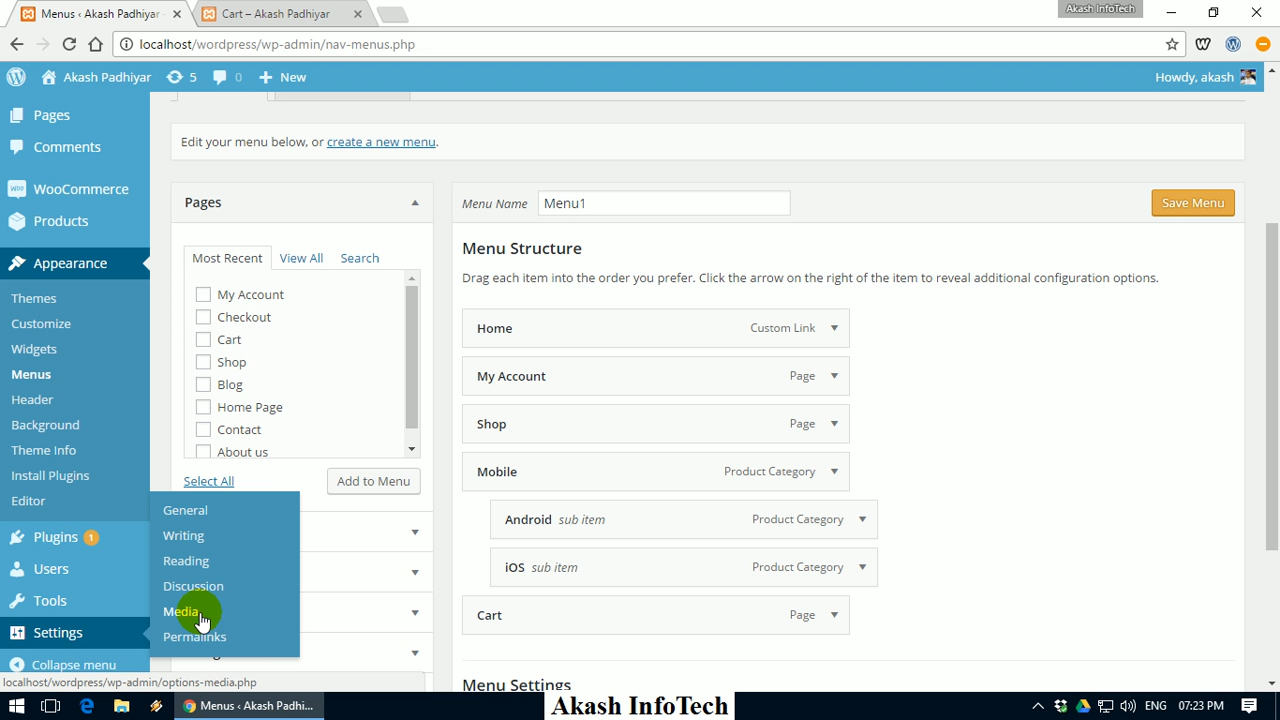 Menus ‹ Akash Padhiyar
Cart – Akash Padhiyar
Akash InfoTech
localhost/wordpress/wp-admin/nav-menus.php
Akash Padhiyar
5
0
New
Howdy, akash
Pages
Comments
WooCommerce
Products
Appearance
Themes
Customize
Widgets
Menus
Header
Background
Theme Info
Install Plugins
Editor
Plugins 1
Users
Tools
Settings
Collapse menu
General
Writing
Reading
Discussion
Media
Permalinks
Edit your menu below, or create a new menu.
Pages
Most Recent
View All
Search
My Account
Checkout
Cart
Shop
Blog
Home Page
Contact
About us
Select All
Add to Menu
Menu Name
Menu1
Save Menu
Menu Structure
Drag each item into the order you prefer. Click the arrow on the right of the item to reveal additional configuration options.
Home Custom Link
My Account Page
Shop Page
Mobile Product Category
Android sub item Product Category
iOS sub item Product Category
Cart Page
Menu Settings
localhost/wordpress/wp-admin/options-media.php
Menus ‹ Akash Padhi...
Akash InfoTech
ENG
07:23 PM